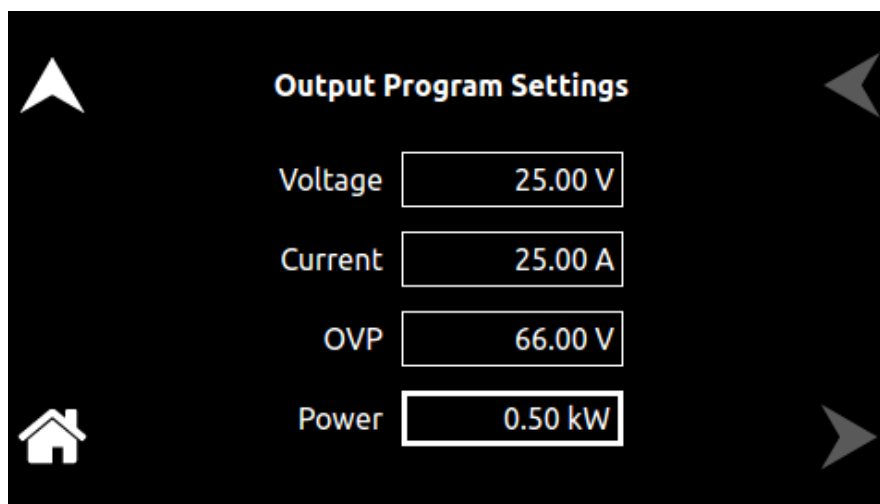 Output Program Settings
Voltage 25.00 V
Current 25.00 A
OVP 66.00 V
Power 0.50 kW